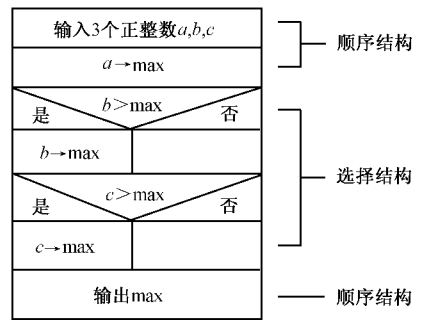 输入3个正整数a,b,c
顺序结构
a→max
b>max
是
否
b→max
选择结构
c>max
是
否
c→max
输出max
顺序结构